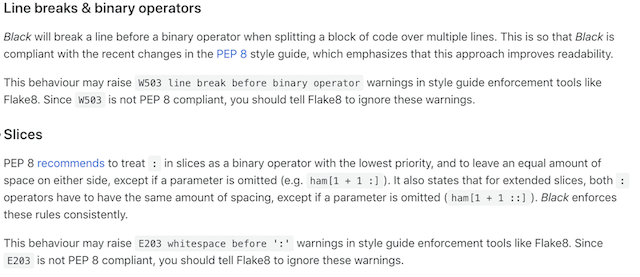 Line breaks & binary operators
Black will break a line before a binary operator when splitting a block of code over multiple lines. This is so that Black is
compliant with the recent changes in the PEP 8 style guide, which emphasizes that this approach improves readability.
This behaviour may raise W503 line break before binary operator warnings in style guide enforcement tools like
Flake8. Since W503 is not PEP 8 compliant, you should tell Flake8 to ignore these warnings.
Slices
PEP 8 recommends to treat : in slices as a binary operator with the lowest priority, and to leave an equal amount of
space on either side, except if a parameter is omitted (e.g. ham[1 + 1 :] ). It also states that for extended slices, both :
operators have to have the same amount of spacing, except if a parameter is omitted ( ham[1 + 1 ::] ). Black enforces
these rules consistently.
This behaviour may raise E203 whitespace before ':' warnings in style guide enforcement tools like Flake8. Since
E203 is not PEP 8 compliant, you should tell Flake8 to ignore these warnings.